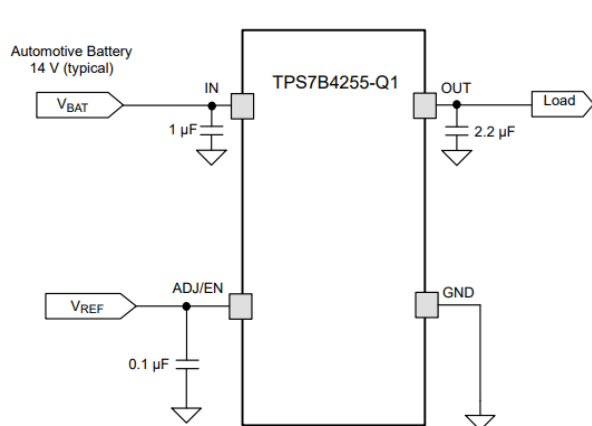 Automotive Battery
14 V (typical)
TPS7B4255-Q1
IN
OUT
VBAT
Load
1 µF
2.2 µF
ADJ/EN
GND
VREF
0.1 µF